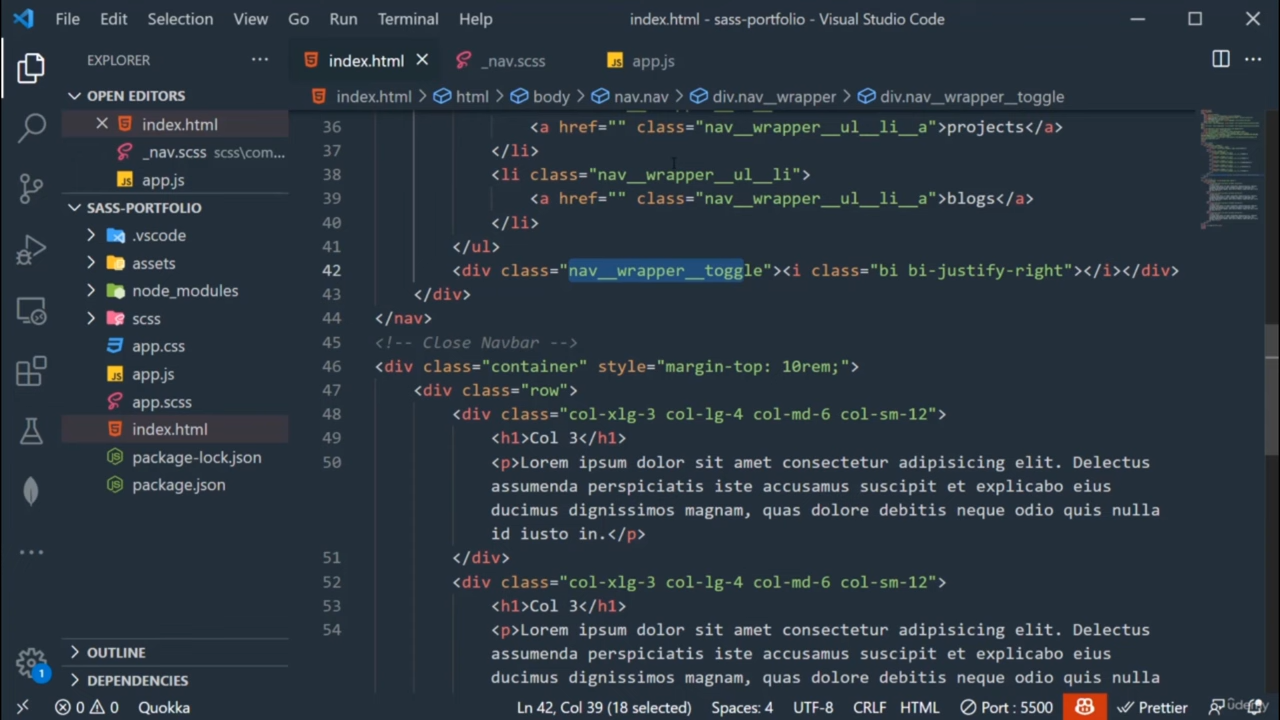 File Edit Selection View Go Run Terminal Help index.html - sass-portfolio - Visual Studio Code
EXPLORER
OPEN EDITORS
index.html
_nav.scss scss\com...
app.js
SASS-PORTFOLIO
.vscode
assets
node_modules
scss
app.css
app.js
app.scss
index.html
package-lock.json
package.json
OUTLINE
DEPENDENCIES
index.html _nav.scss app.js
index.html > html > body > nav.nav > div.nav__wrapper > div.nav__wrapper__toggle
36 <a href="" class="nav__wrapper__ul__li__a">projects</a>
37 </li>
38 <li class="nav__wrapper__ul__li">
39 <a href="" class="nav__wrapper__ul__li__a">blogs</a>
40 </li>
41 </ul>
42 <div class="nav__wrapper__toggle"><i class="bi bi-justify-right"></i></div>
43 </div>
44 </nav>
45 <!-- Close Navbar -->
46 <div class="container" style="margin-top: 10rem;">
47 <div class="row">
48 <div class="col-xlg-3 col-lg-4 col-md-6 col-sm-12">
49 <h1>Col 3</h1>
50 <p>Lorem ipsum dolor sit amet consectetur adipisicing elit. Delectus
assumenda perspiciatis iste accusamus suscipit et explicabo eius
ducimus dignissimos magnam, quas dolore debitis neque odio quis nulla
id iusto in.</p>
51 </div>
52 <div class="col-xlg-3 col-lg-4 col-md-6 col-sm-12">
53 <h1>Col 3</h1>
54 <p>Lorem ipsum dolor sit amet consectetur adipisicing elit. Delectus
assumenda perspiciatis iste accusamus suscipit et explicabo eius
ducimus dignissimos magnam, quas dolore debitis neque odio quis nulla
1
0 0 Quokka Ln 42, Col 39 (18 selected) Spaces: 4 UTF-8 CRLF HTML Port : 5500 Prettier
udemy